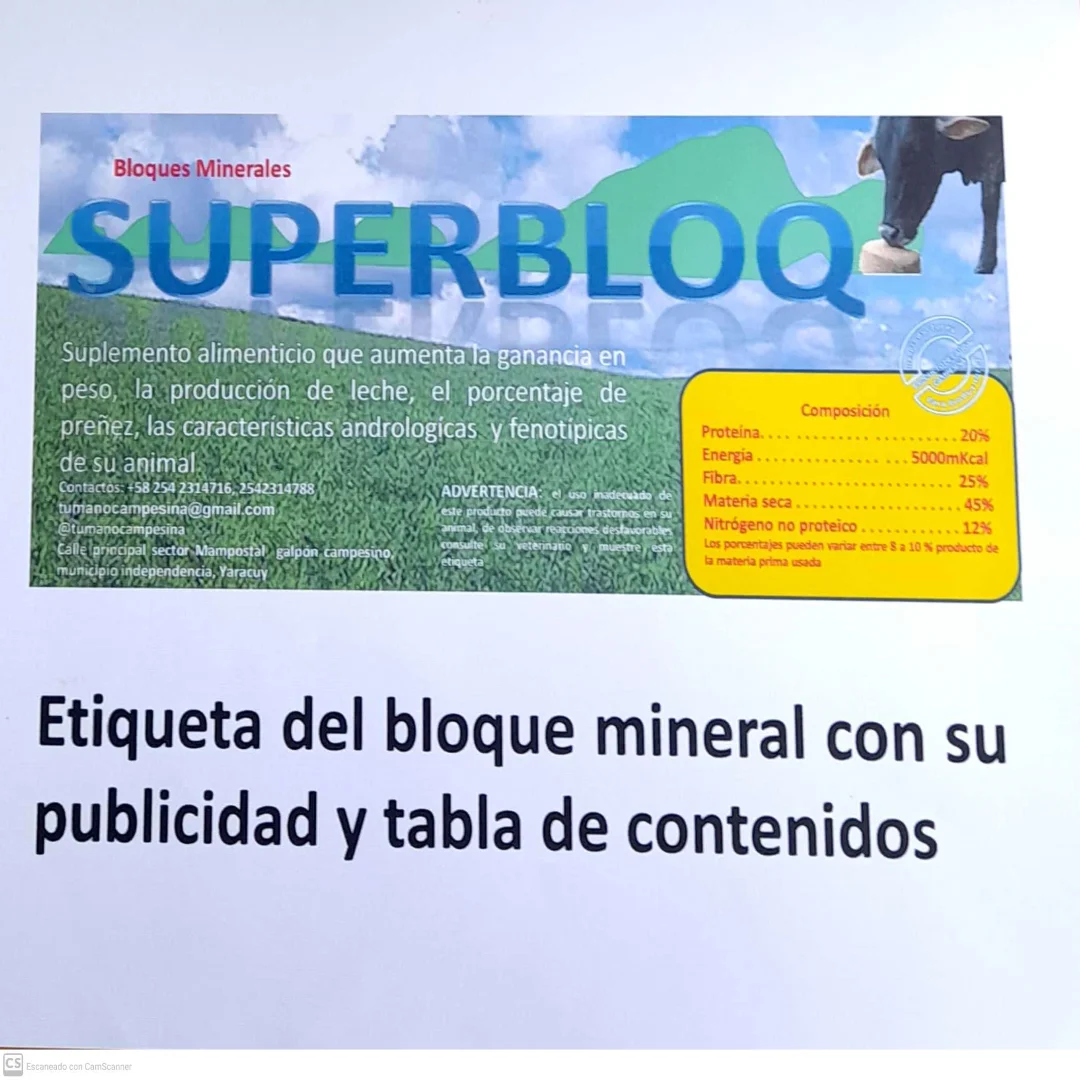 Bloques Minerales
SUPERBLOQ
Suplemento alimenticio que aumenta la ganancia en
peso, la producción de leche, el porcentaje de
preñez, las características andrologicas y fenotípicas
de su animal.
Contactos: +58 254 2314716, 2542314788
tumanocampesina@gmail.com
@tumanocampesina
Calle principal sector Mampostal galpón campesino,
municipio independencia, Yaracuy
ADVERTENCIA: el uso inadecuado de
este producto puede causar trastornos en su
animal, de observar reacciones desfavorables
consulte su veterinario y muestre esta
etiqueta
Composición
Proteína. . . . . . . . . . . . . . . . . . . . . 20%
Energía . . . . . . . . . . . . . . . . . . 5000mKcal
Fibra. . . . . . . . . . . . . . . . . . . . . . . . 25%
Materia seca . . . . . . . . . . . . . . . . . . 45%
Nitrógeno no proteico . . . . . . . . . . . 12%
Los porcentajes pueden variar entre 8 a 10 % producto de
la materia prima usada
Etiqueta del bloque mineral con su
publicidad y tabla de contenidos
CS Escaneado con CamScanner